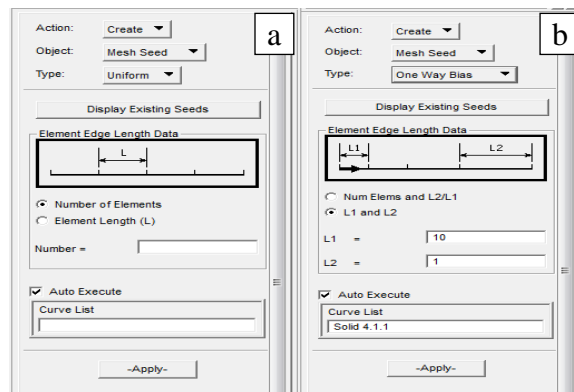 a
Action: Create
Object: Mesh Seed
Type: Uniform
Display Existing Seeds
Element Edge Length Data
L
Number of Elements
Element Length (L)
Number =
Auto Execute
Curve List
-Apply-
b
Action: Create
Object: Mesh Seed
Type: One Way Bias
Display Existing Seeds
Element Edge Length Data
L1 L2
Num Elems and L2/L1
L1 and L2
L1 = 10
L2 = 1
Auto Execute
Curve List
Solid 4.1.1
-Apply-